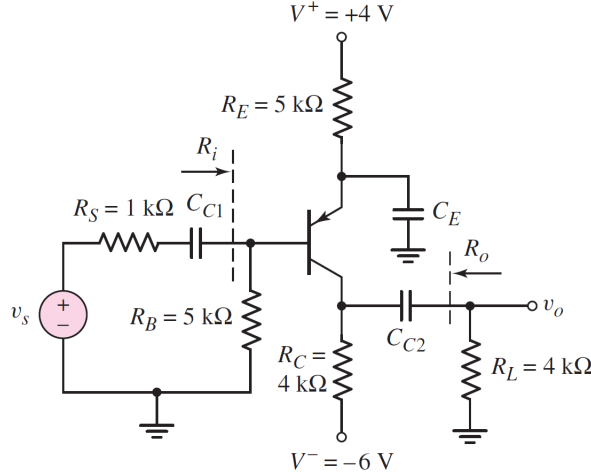 V⁺ = +4 V
R_E = 5 kΩ
R_i
R_S = 1 kΩ
C_C1
C_E
R_o
v_s
+
−
R_B = 5 kΩ
v_o
C_C2
R_C =
4 kΩ
R_L = 4 kΩ
V⁻ = −6 V